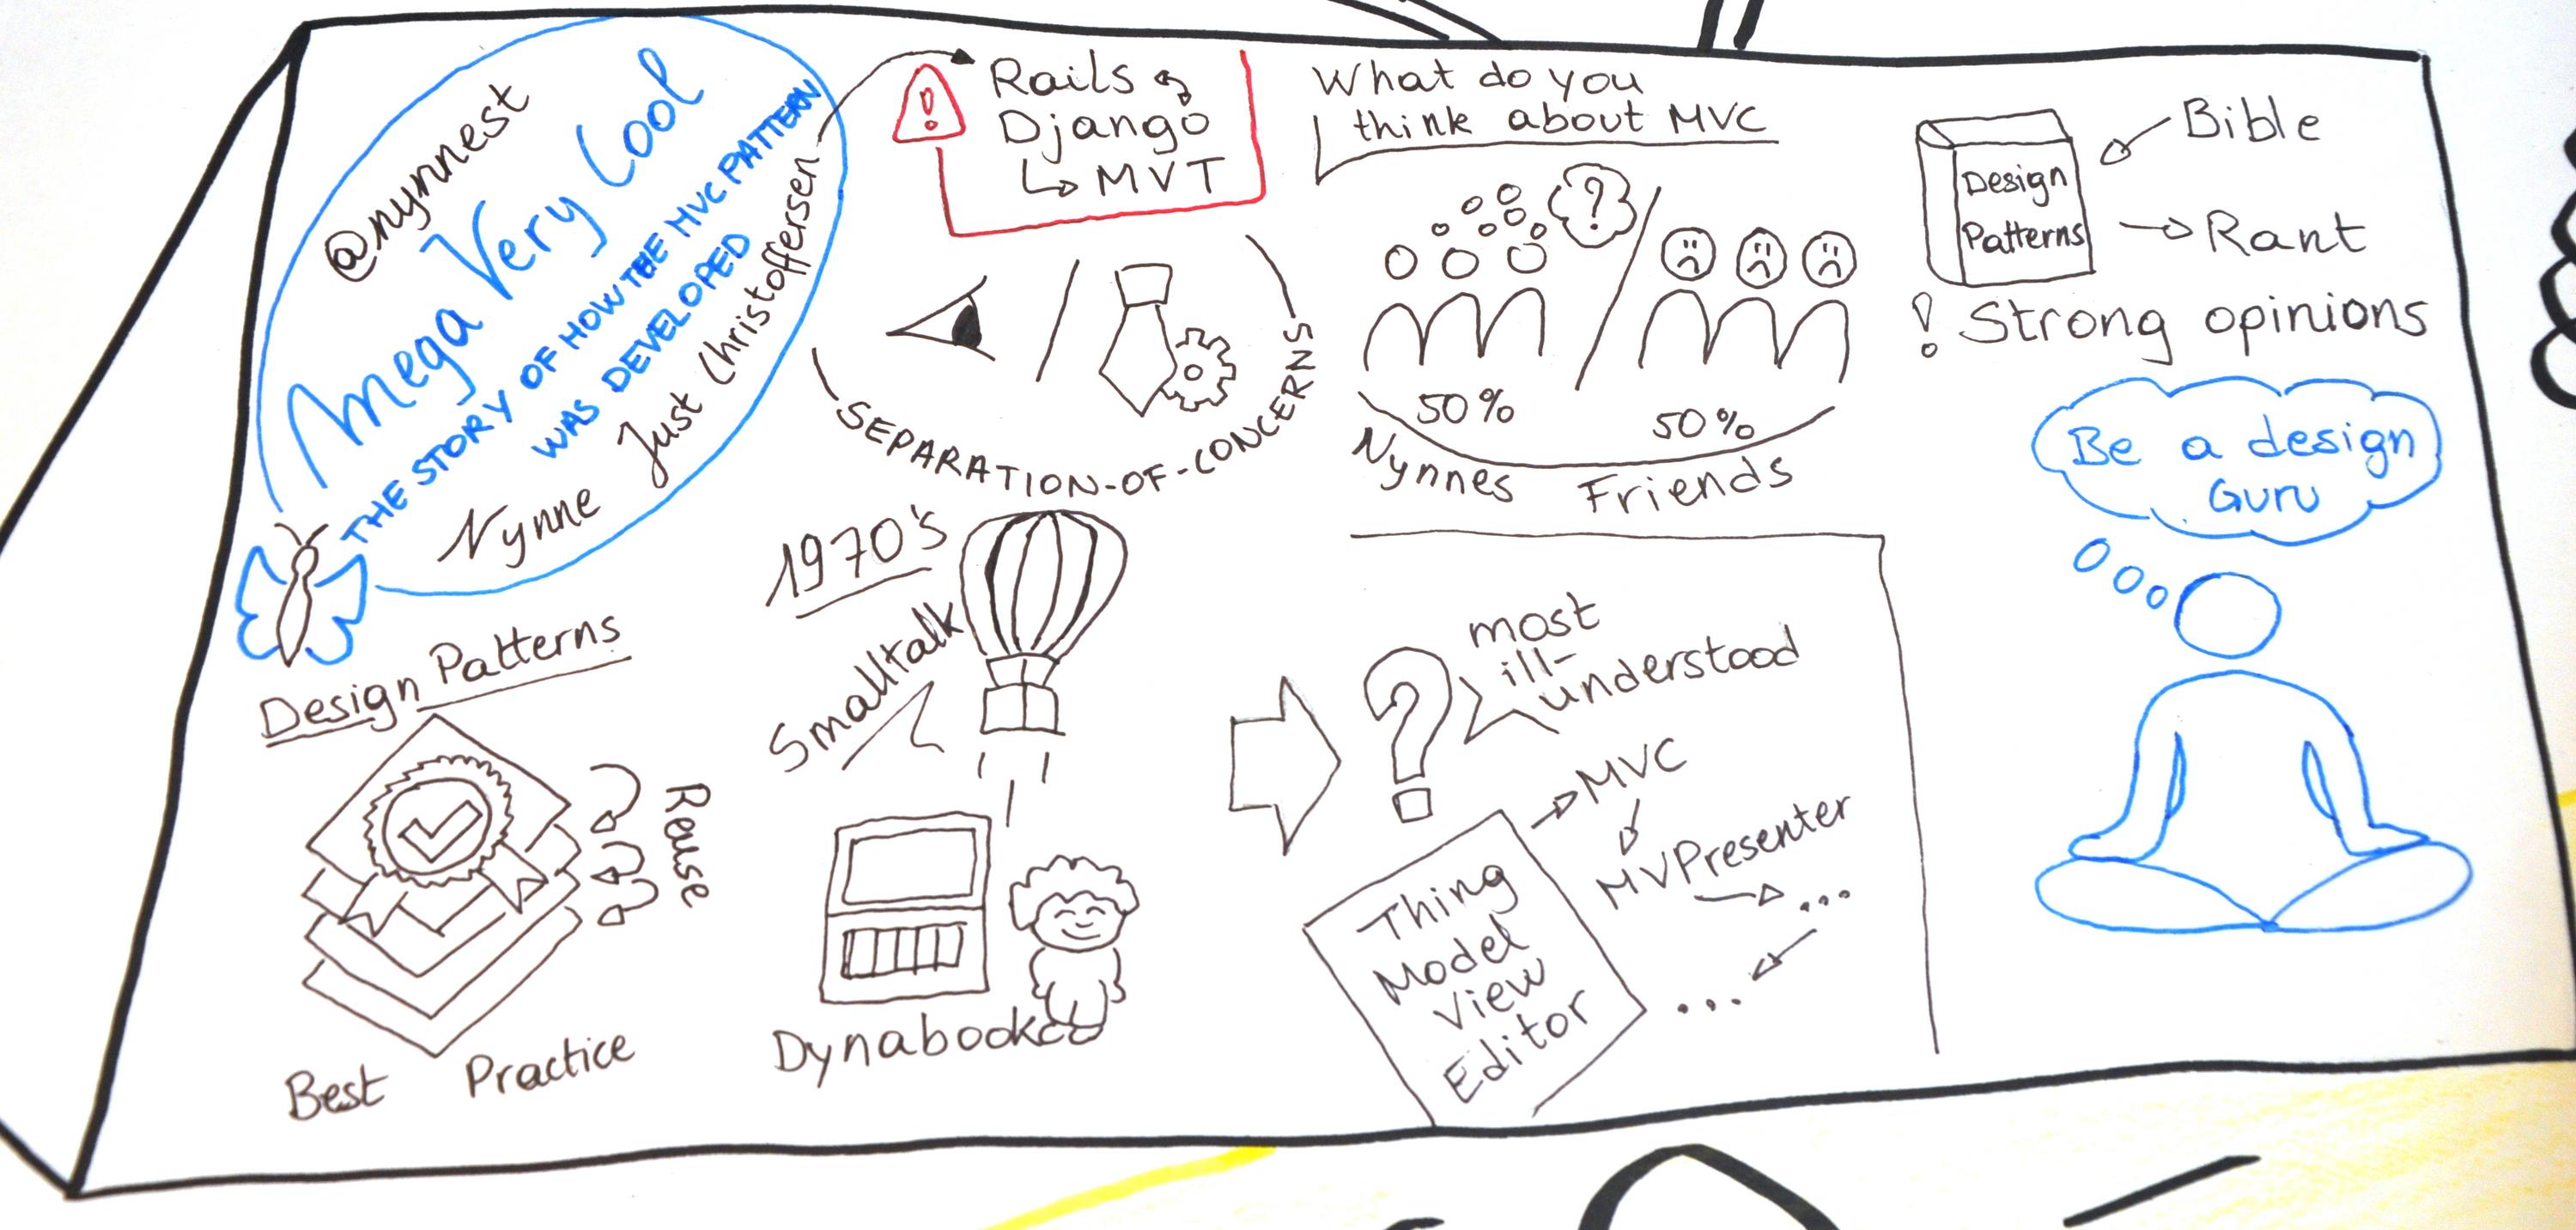 @nynnest
Mega Very Cool
THE STORY OF HOW THE MVC PATTERN
WAS DEVELOPED
Nynne Just Christoffersen
!
Rails
Django
MVT
SEPARATION-OF-CONCERNS
What do you
think about MVC
?
50%
50%
Nynnes Friends
Design
Patterns
Bible
Rant
! Strong opinions
Be a design
Guru
Design Patterns
Reuse
Best Practice
1970's
Smalltalk
Dynabook
?
most
ill-
understood
Thing
Model
View
Editor
MVC
MVPresenter
...
...